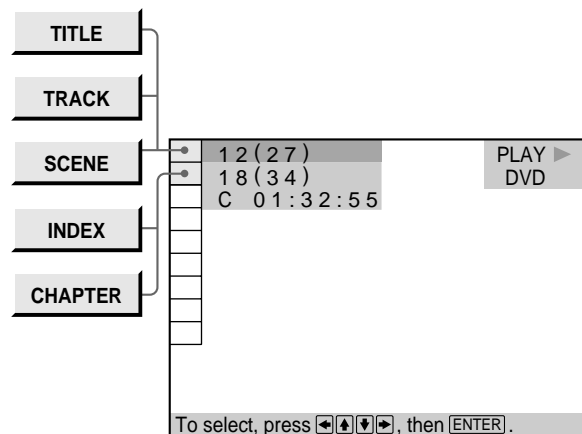 TITLE
TRACK
SCENE
INDEX
CHAPTER
12(27)
18(34)
C 01:32:55
PLAY ►
DVD
To select, press ←↑↓→, then ENTER.